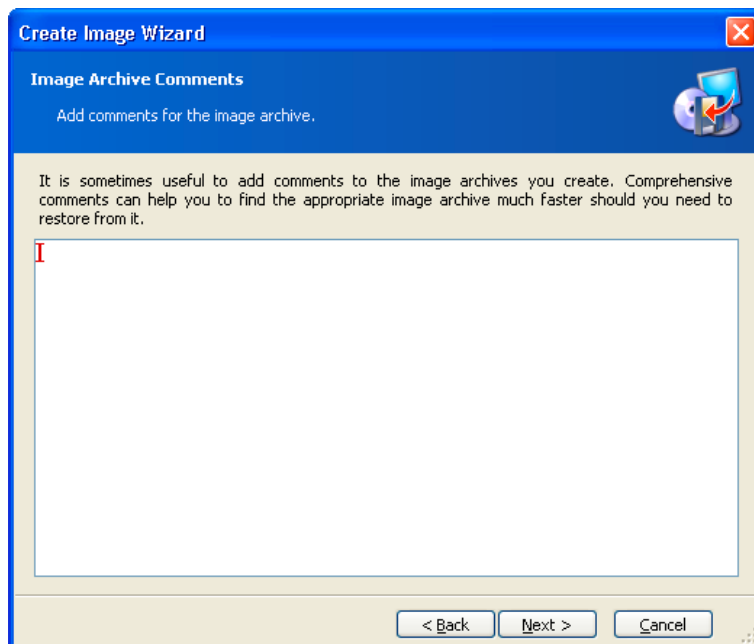 Create Image Wizard
Image Archive Comments
Add comments for the image archive.
It is sometimes useful to add comments to the image archives you create. Comprehensive
comments can help you to find the appropriate image archive much faster should you need to
restore from it.
< Back Next > Cancel